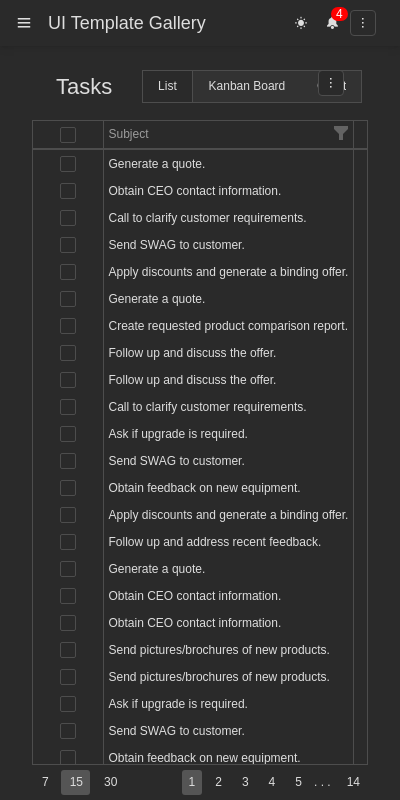 UI Template Gallery
4
Tasks
List
Kanban Board
Subject
Generate a quote.
Obtain CEO contact information.
Call to clarify customer requirements.
Send SWAG to customer.
Apply discounts and generate a binding offer.
Generate a quote.
Create requested product comparison report.
Follow up and discuss the offer.
Follow up and discuss the offer.
Call to clarify customer requirements.
Ask if upgrade is required.
Send SWAG to customer.
Obtain feedback on new equipment.
Apply discounts and generate a binding offer.
Follow up and address recent feedback.
Generate a quote.
Obtain CEO contact information.
Obtain CEO contact information.
Send pictures/brochures of new products.
Send pictures/brochures of new products.
Ask if upgrade is required.
Send SWAG to customer.
Obtain feedback on new equipment.
7 15 30 1 2 3 4 5 . . . 14